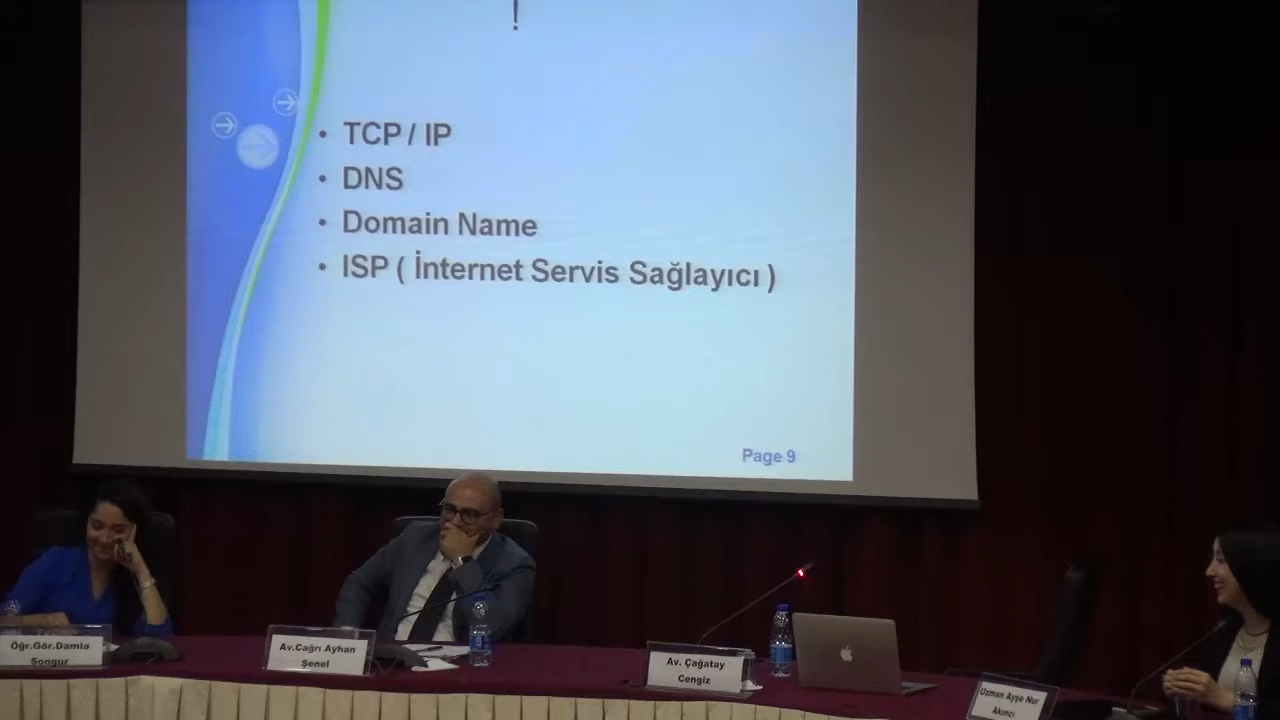 !
• TCP / IP
• DNS
• Domain Name
• ISP ( İnternet Servis Sağlayıcı )
Page 9
Öğr.Gör.Damla
Songur
Av.Cağrı Ayhan
Şenel
Av. Çağatay
Cengiz
Uzman Ayşe Nur
Akıncı